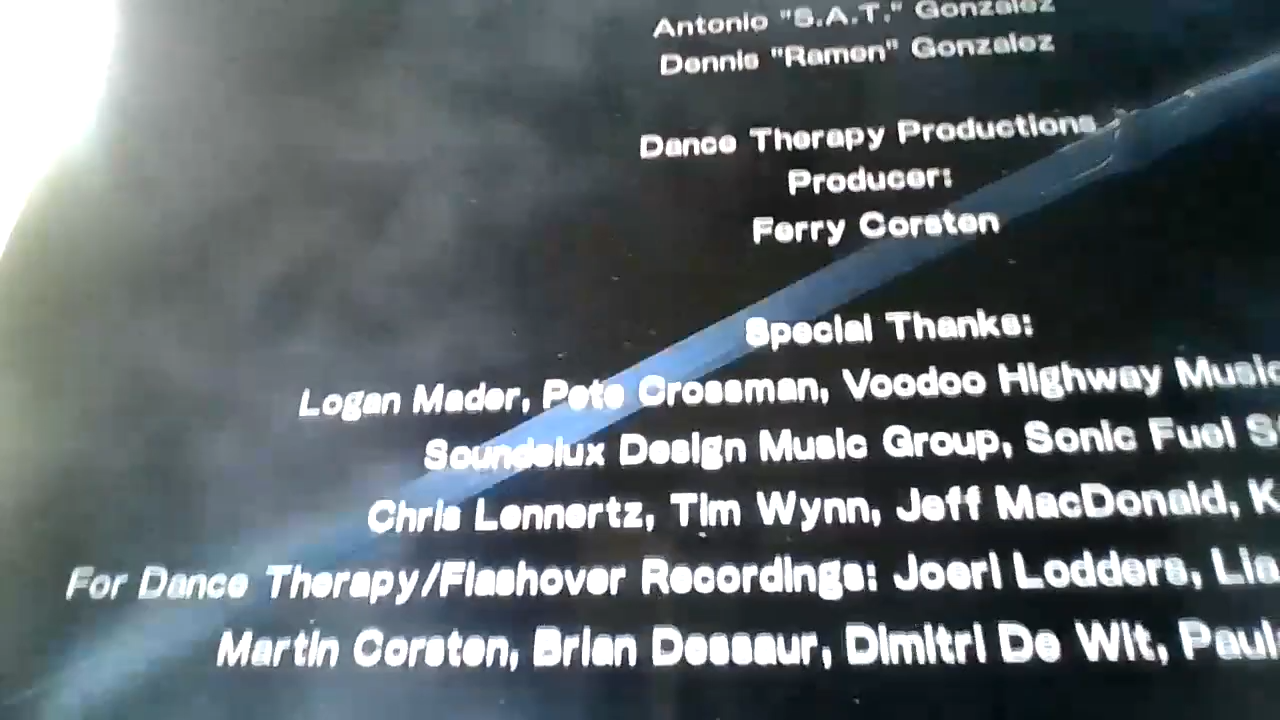 Antonio "S.A.T." Gonzalez
Dennis "Ramon" Gonzalez
Dance Therapy Productions
Producer:
Ferry Corsten
Special Thanks:
Logan Mader, Pete Crossman, Voodoo Highway Music
Soundelux Design Music Group, Sonic Fuel
Chris Lennertz, Tim Wynn, Jeff MacDonald,
For Dance Therapy/Flashover Recordings: Joeri Lodders,
Martin Corsten, Brian Dessaur, Dimitri De Wit,